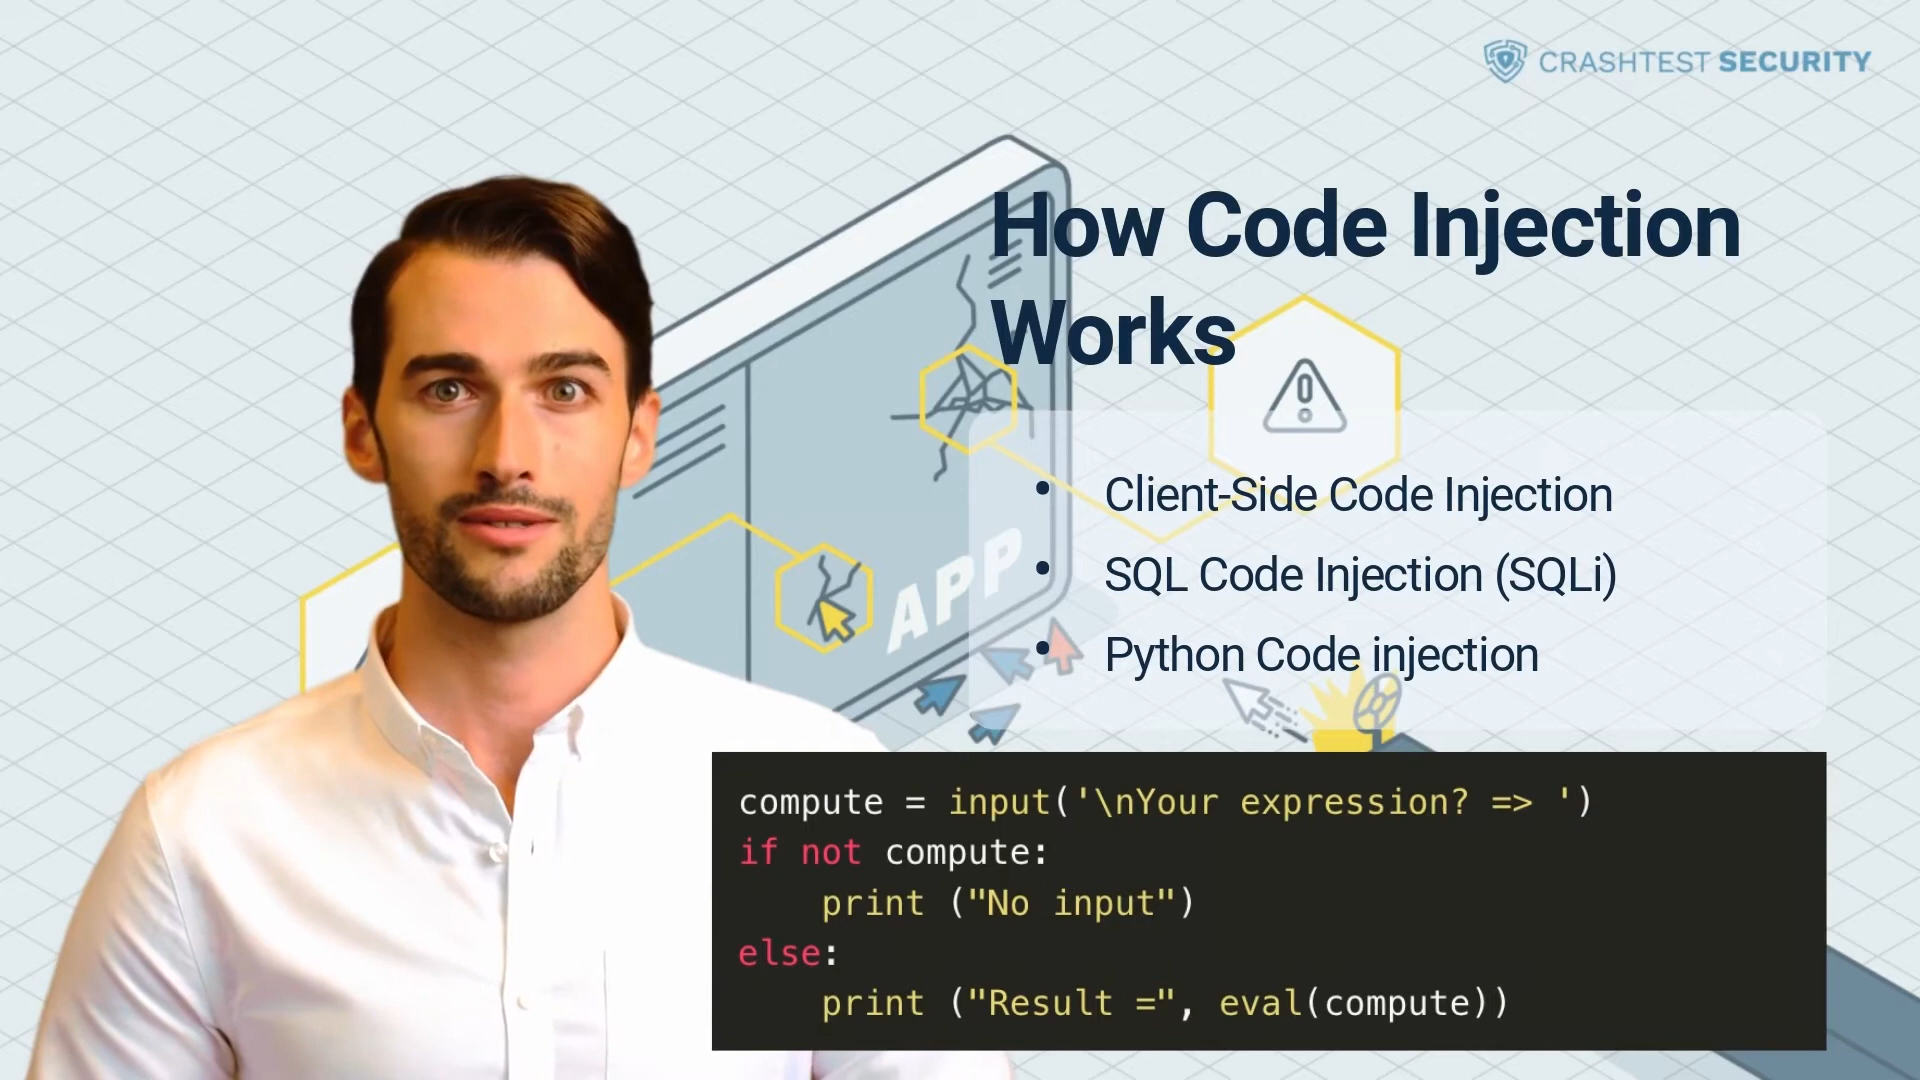 CRASHTEST SECURITY
How Code Injection
Works
• Client-Side Code Injection
• SQL Code Injection (SQLi)
• Python Code injection
APP
compute = input('\nYour expression? => ')
if not compute:
    print ("No input")
else:
    print ("Result =", eval(compute))